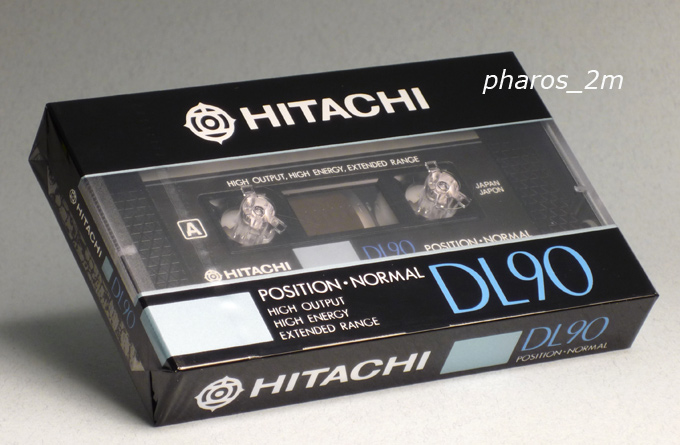 pharos_2m
HITACHI
HIGH OUTPUT, HIGH ENERGY, EXTENDED RANGE
JAPAN
JAPON
A
HITACHI
DL90 POSITION·NORMAL
POSITION·NORMAL
HIGH OUTPUT
HIGH ENERGY
EXTENDED RANGE
DL90
HITACHI
DL90
HITACHI
DL90
POSITION·NORMAL